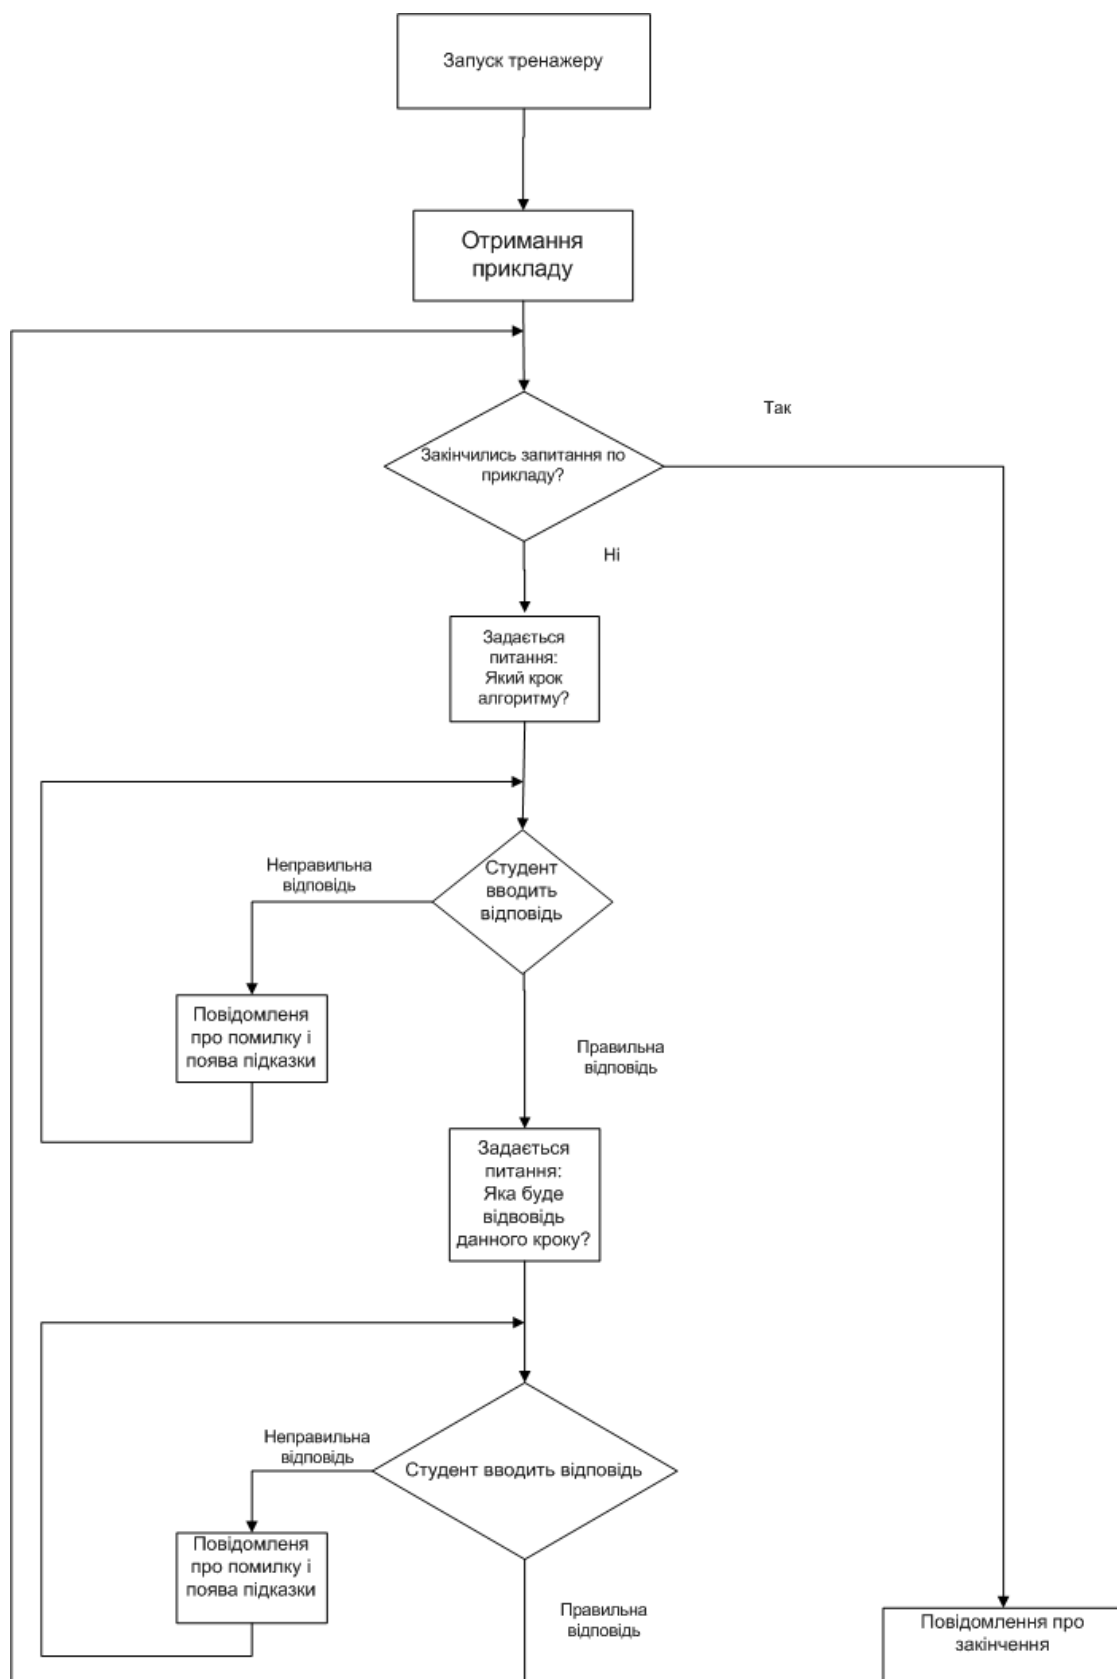 Запуск тренажеру
Отримання
прикладу
Так
Закінчились запитання по
прикладу?
Ні
Задається
питання:
Який крок
алгоритму?
Неправильна
відповідь
Студент
вводить
відповідь
Повідомленя
про помилку і
поява підказки
Правильна
відповідь
Задається
питання:
Яка буде
відвовідь
данного кроку?
Неправильна
відповідь
Студент вводить відповідь
Повідомленя
про помилку і
поява підказки
Правильна
відповідь
Повідомлення про
закінчення